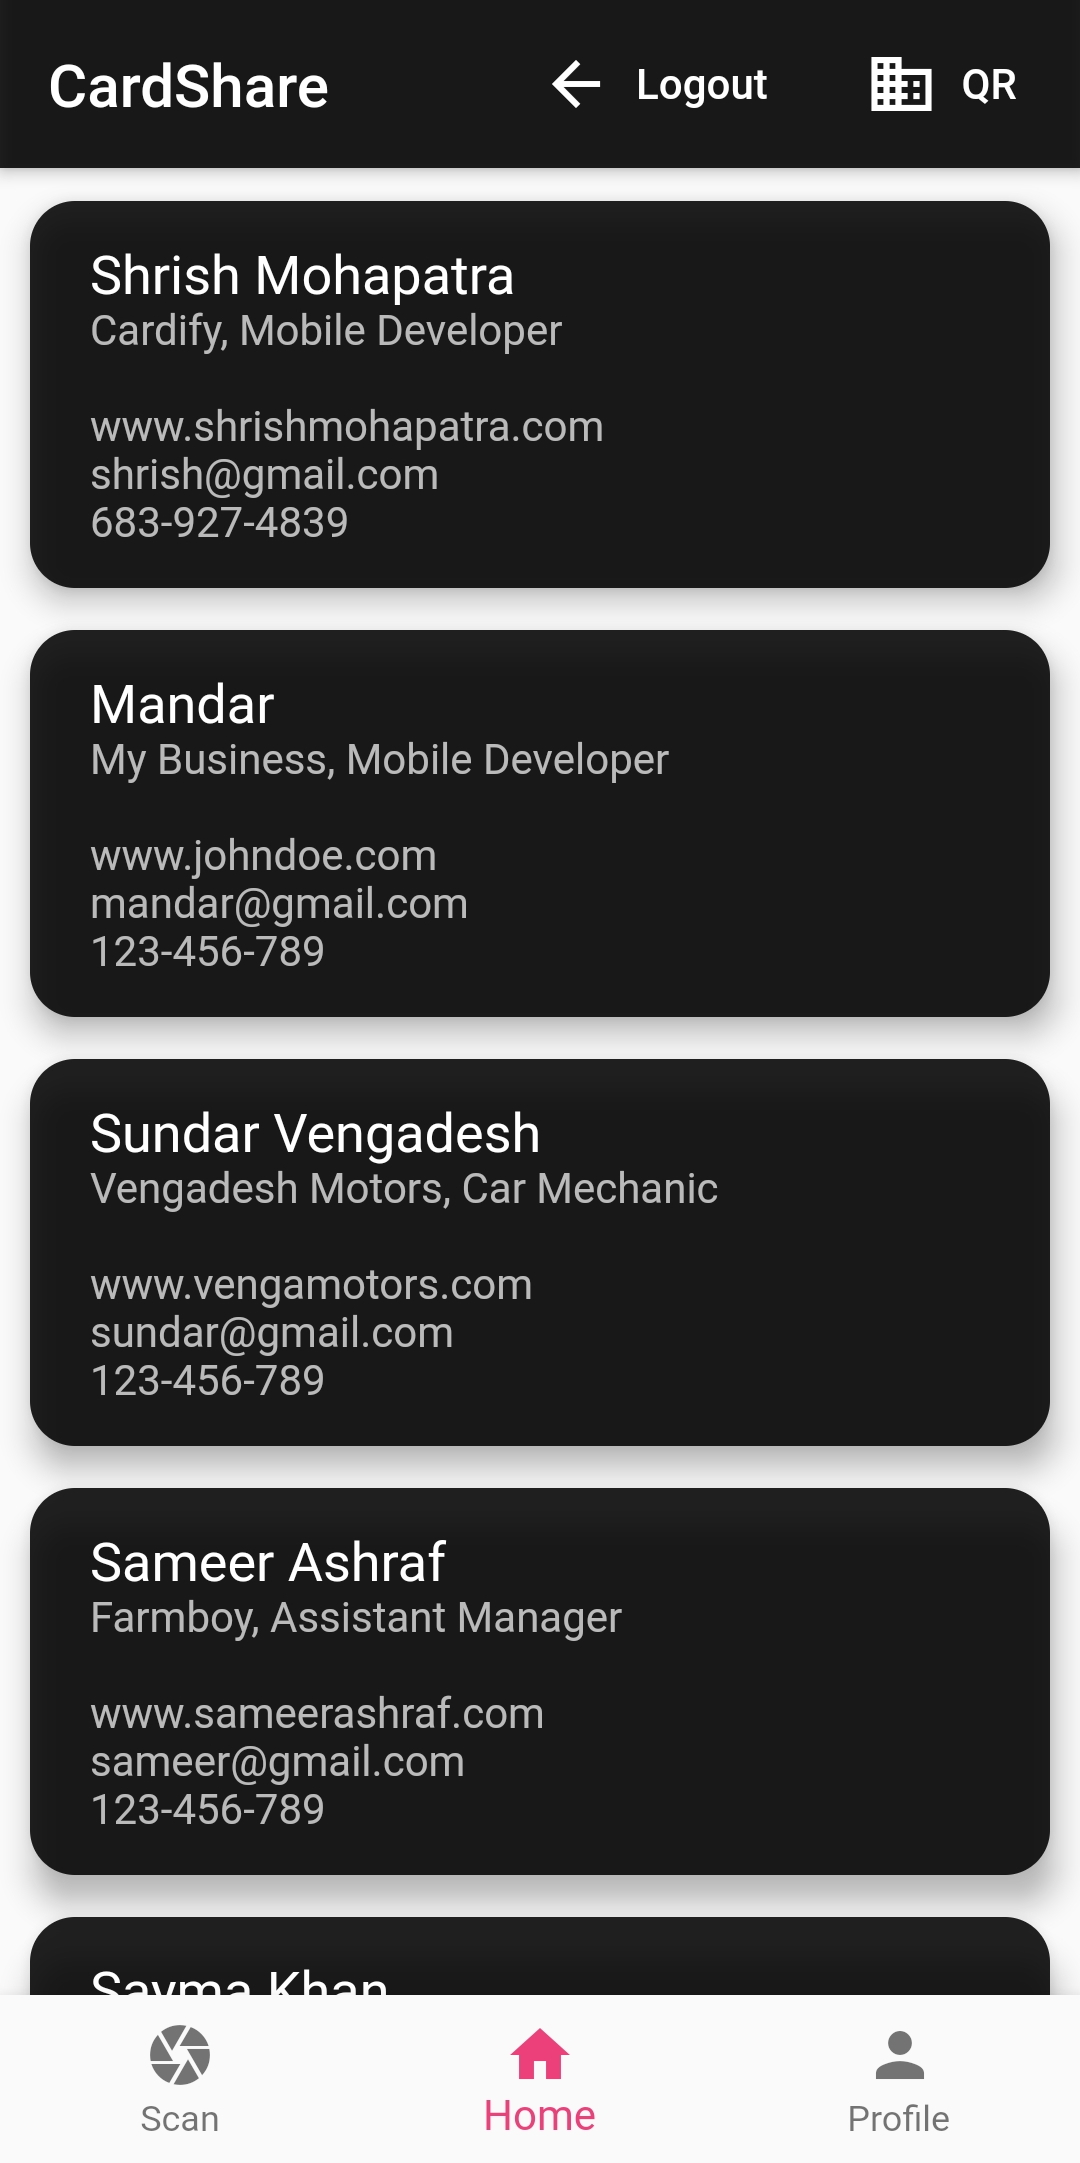 CardShare
Logout
QR
Shrish Mohapatra
Cardify, Mobile Developer
www.shrishmohapatra.com
shrish@gmail.com
683-927-4839
Mandar
My Business, Mobile Developer
www.johndoe.com
mandar@gmail.com
123-456-789
Sundar Vengadesh
Vengadesh Motors, Car Mechanic
www.vengamotors.com
sundar@gmail.com
123-456-789
Sameer Ashraf
Farmboy, Assistant Manager
www.sameerashraf.com
sameer@gmail.com
123-456-789
Sayma Khan
Scan
Home
Profile